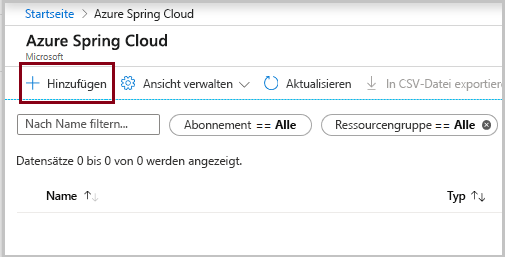 Startseite > Azure Spring Cloud
Azure Spring Cloud
Microsoft
+ Hinzufügen Ansicht verwalten Aktualisieren In CSV-Datei exportiere
Nach Name filtern... Abonnement == Alle Ressourcengruppe == Alle
Datensätze 0 bis 0 von 0 werden angezeigt.
Name ↑↓ Typ ↑↓